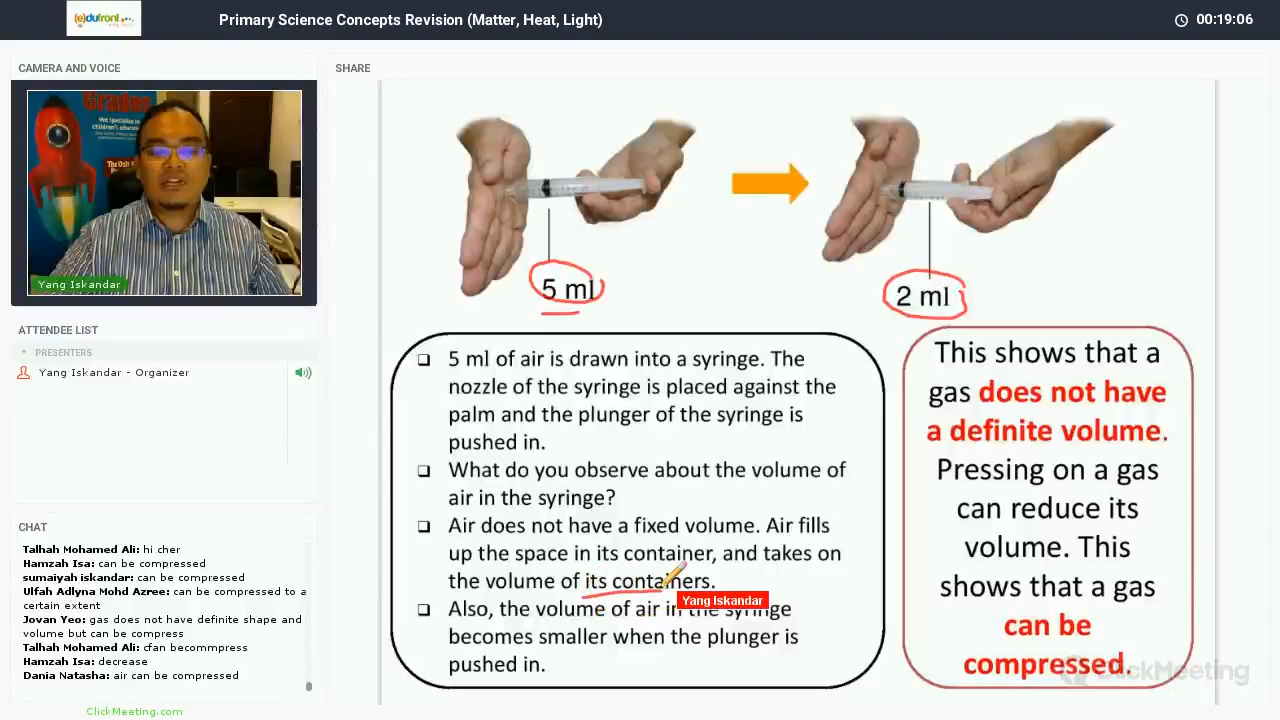 (e)dufront
Primary Science Concepts Revision (Matter, Heat, Light)
00:19:06
CAMERA AND VOICE
Grades
We specialise in
children's education
Yang Iskandar
ATTENDEE LIST
PRESENTERS
Yang Iskandar - Organizer
CHAT
Talhah Mohamed Ali: hi cher
Hamzah Isa: can be compressed
sumaiyah iskandar: can be compressed
Ulfah Adlyna Mohd Azree: can be compressed to a
certain extent
Jovan Yeo: gas does not have definite shape and
volume but can be compress
Talhah Mohamed Ali: cfan becommpress
Hamzah Isa: decrease
Dania Natasha: air can be compressed
ClickMeeting.com
SHARE
5 ml
2 ml
5 ml of air is drawn into a syringe. The
nozzle of the syringe is placed against the
palm and the plunger of the syringe is
pushed in.
What do you observe about the volume of
air in the syringe?
Air does not have a fixed volume. Air fills
up the space in its container, and takes on
the volume of its containers.
Yang Iskandar
Also, the volume of air in the syringe
becomes smaller when the plunger is
pushed in.
This shows that a
gas does not have
a definite volume.
Pressing on a gas
can reduce its
volume. This
shows that a gas
can be
compressed.
ClickMeeting